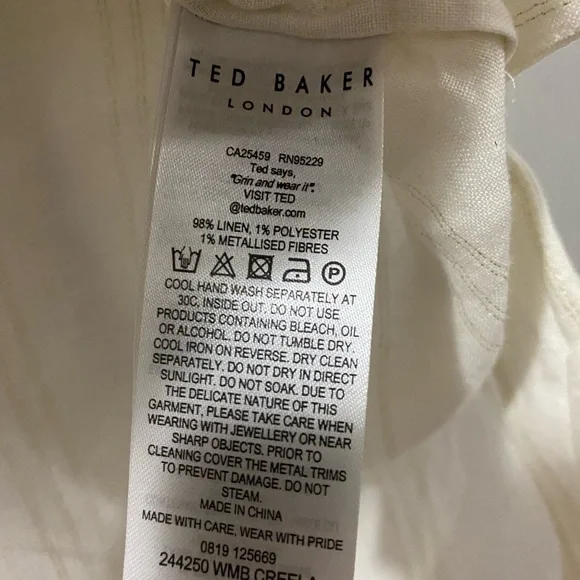 TED BAKER
LONDON
CA25459 RN95229
Ted says,
"Grin and wear it".
VISIT TED
@tedbaker.com
98% LINEN, 1% POLYESTER
1% METALLISED FIBRES
P
COOL HAND WASH SEPARATELY AT
30C, INSIDE OUT. DO NOT USE
PRODUCTS CONTAINING BLEACH, OIL
OR ALCOHOL. DO NOT TUMBLE DRY.
COOL IRON ON REVERSE. DRY CLEAN
SEPARATELY. DO NOT DRY IN DIRECT
SUNLIGHT. DO NOT SOAK. DUE TO
THE DELICATE NATURE OF THIS
GARMENT, PLEASE TAKE CARE WHEN
WEARING WITH JEWELLERY OR NEAR
SHARP OBJECTS. PRIOR TO
CLEANING COVER THE METAL TRIMS
TO PREVENT DAMAGE. DO NOT
STEAM.
MADE IN CHINA
MADE WITH CARE, WEAR WITH PRIDE
0819 125669
244250 WMB CREELA